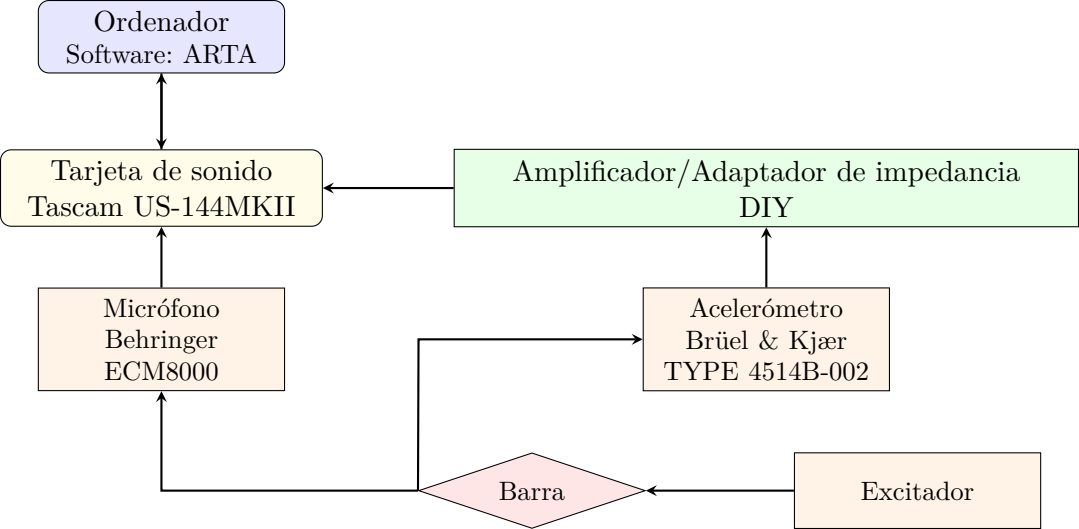 Ordenador
Software: ARTA
Tarjeta de sonido
Tascam US-144MKII
Amplificador/Adaptador de impedancia
DIY
Micrófono
Behringer
ECM8000
Acelerómetro
Brüel & Kjær
TYPE 4514B-002
Barra
Excitador